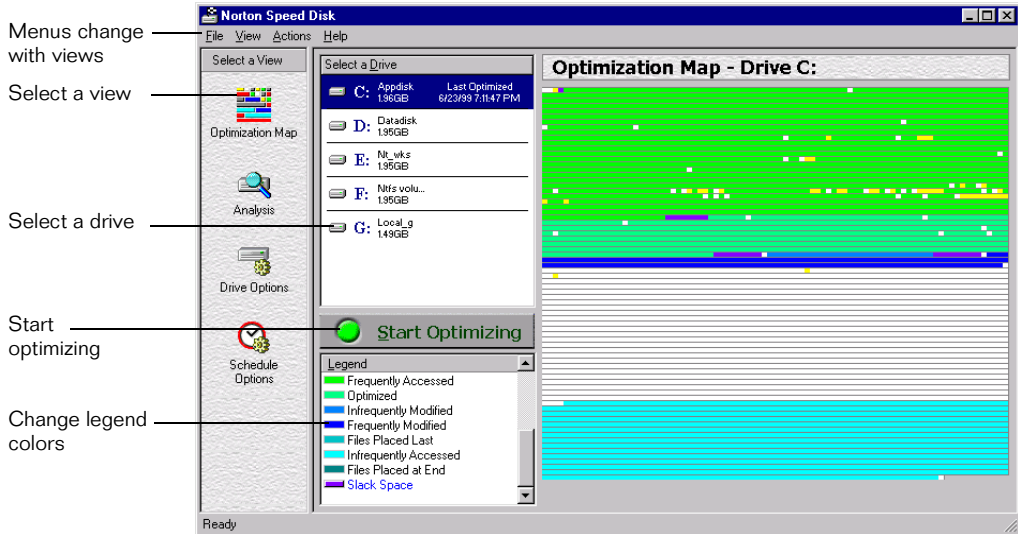 Menus change
with views
Select a view
Select a drive
Start
optimizing
Change legend
colors
Norton Speed Disk
File View Actions Help
Select a View
Optimization Map
Analysis
Drive Options
Schedule
Options
Select a Drive
C: Appdisk 1.96GB Last Optimized 6/23/99 7:11:47 PM
D: Datadisk 1.95GB
E: Nt_wks 1.95GB
F: Ntfs volu... 1.95GB
G: Local_g 1.49GB
Start Optimizing
Legend
Frequently Accessed
Optimized
Infrequently Modified
Frequently Modified
Files Placed Last
Infrequently Accessed
Files Placed at End
Slack Space
Optimization Map - Drive C:
Ready